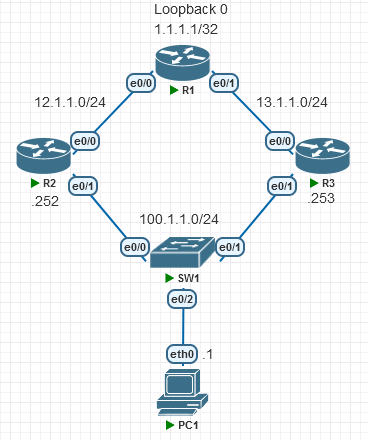 Loopback 0
1.1.1.1/32
e0/0
e0/1
R1
12.1.1.0/24
13.1.1.0/24
e0/0
e0/0
R2
e0/1
e0/1
R3
.252
.253
100.1.1.0/24
e0/0
e0/1
SW1
e0/2
eth0
.1
PC1